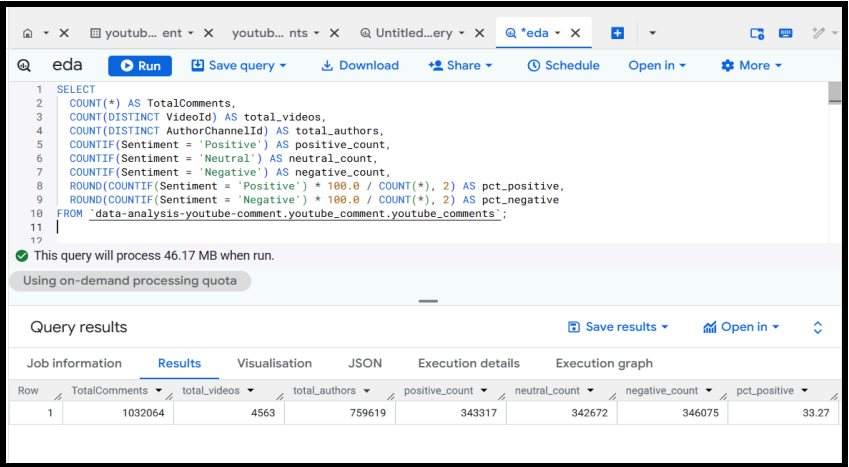 youtub... ent
youtub... nts
Untitled...ery
*eda
eda
Run
Save query
Download
Share
Schedule
Open in
More
1 SELECT
2 COUNT(*) AS TotalComments,
3 COUNT(DISTINCT VideoId) AS total_videos,
4 COUNT(DISTINCT AuthorChannelId) AS total_authors,
5 COUNTIF(Sentiment = 'Positive') AS positive_count,
6 COUNTIF(Sentiment = 'Neutral') AS neutral_count,
7 COUNTIF(Sentiment = 'Negative') AS negative_count,
8 ROUND(COUNTIF(Sentiment = 'Positive') * 100.0 / COUNT(*), 2) AS pct_positive,
9 ROUND(COUNTIF(Sentiment = 'Negative') * 100.0 / COUNT(*), 2) AS pct_negative
10 FROM `data-analysis-youtube-comment.youtube_comment.youtube_comments`;
11
12
This query will process 46.17 MB when run.
Using on-demand processing quota
Query results
Save results
Open in
Job information Results Visualisation JSON Execution details Execution graph
Row TotalComments total_videos total_authors positive_count neutral_count negative_count pct_positive
1 1032064 4563 759619 343317 342672 346075 33.27